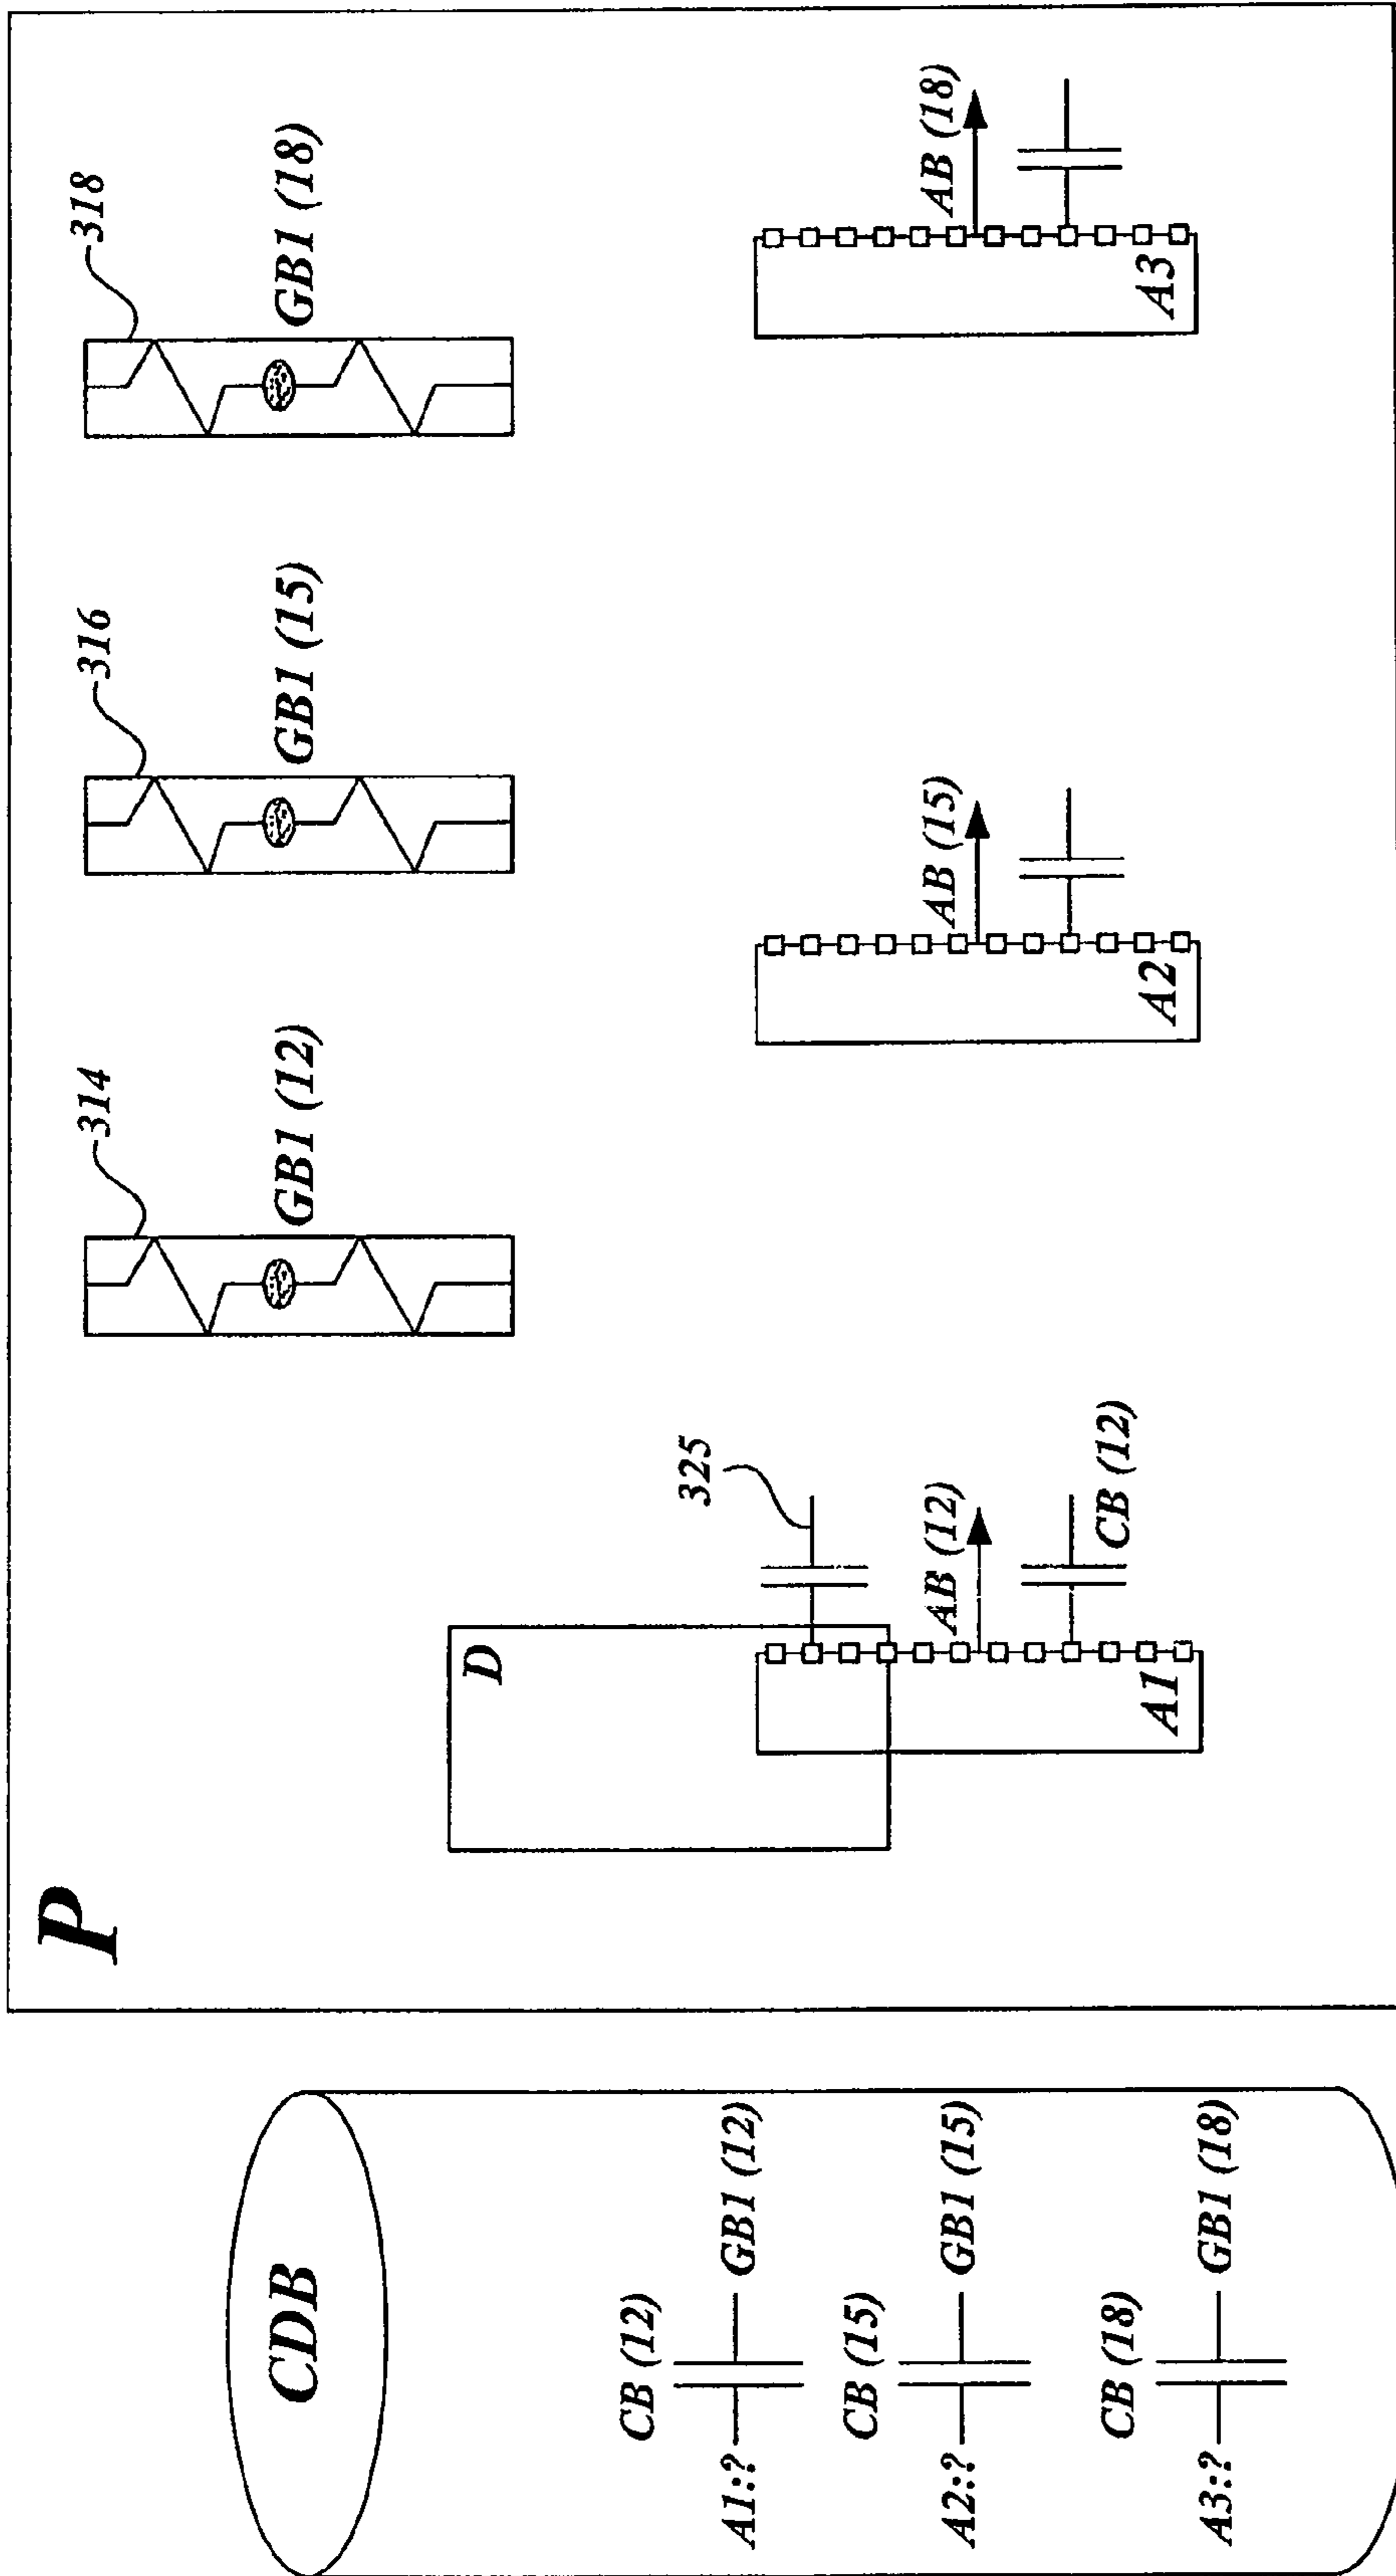 CDB
CB (12)
A1:? GB1 (12)
CB (15)
A2:? GB1 (15)
CB (18)
A3:? GB1 (18)
P
314
GB1 (12)
316
GB1 (15)
318
GB1 (18)
D
325
AB (12)
CB (12)
A1
AB (15)
A2
AB (18)
A3